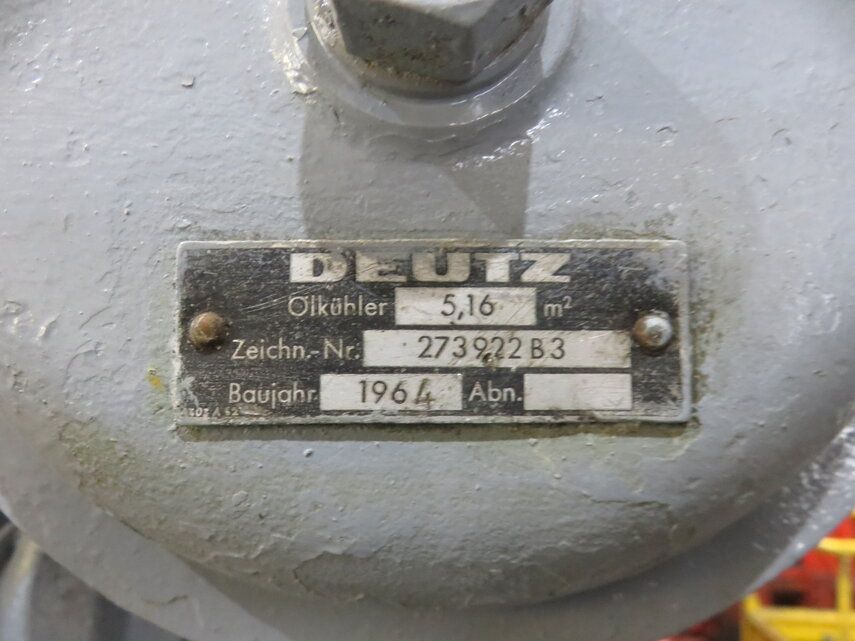 DEUTZ
Ölkühler 5,16 m²
Zeichn.-Nr. 273922 B3
Baujahr 1964 Abn.